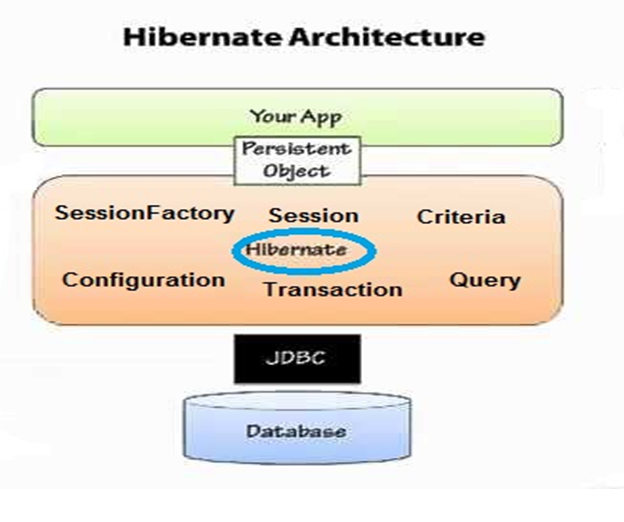 Hibernate Architecture
Your App
Persistent
Object
SessionFactory Session Criteria
Hibernate
Configuration Transaction Query
JDBC
Database